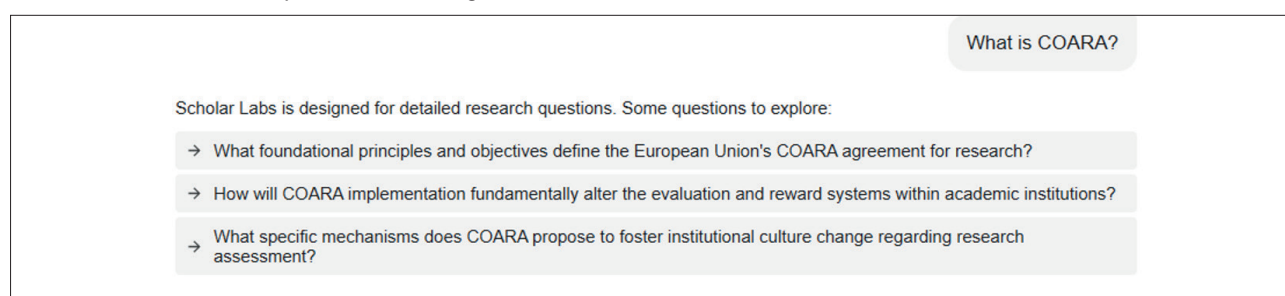 What is COARA?
Scholar Labs is designed for detailed research questions. Some questions to explore:
→ What foundational principles and objectives define the European Union's COARA agreement for research?
→ How will COARA implementation fundamentally alter the evaluation and reward systems within academic institutions?
→ What specific mechanisms does COARA propose to foster institutional culture change regarding research
assessment?